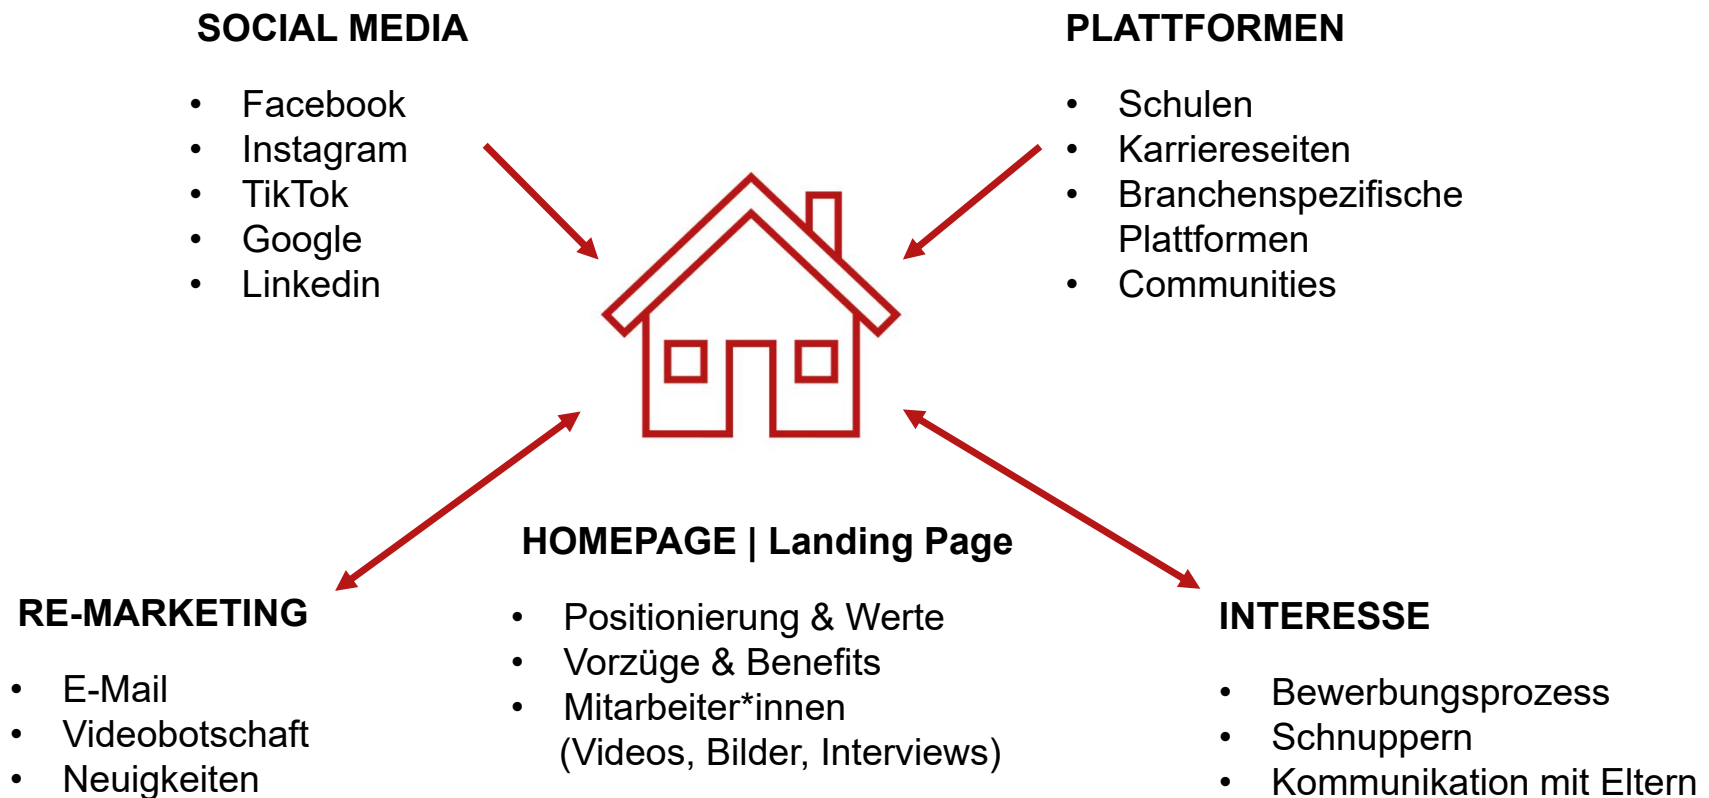 SOCIAL MEDIA
• Facebook
• Instagram
• TikTok
• Google
• Linkedin
PLATTFORMEN
• Schulen
• Karriereseiten
• Branchenspezifische
Plattformen
• Communities
HOMEPAGE | Landing Page
• Positionierung & Werte
• Vorzüge & Benefits
• Mitarbeiter*innen
(Videos, Bilder, Interviews)
RE-MARKETING
• E-Mail
• Videobotschaft
• Neuigkeiten
INTERESSE
• Bewerbungsprozess
• Schnuppern
• Kommunikation mit Eltern